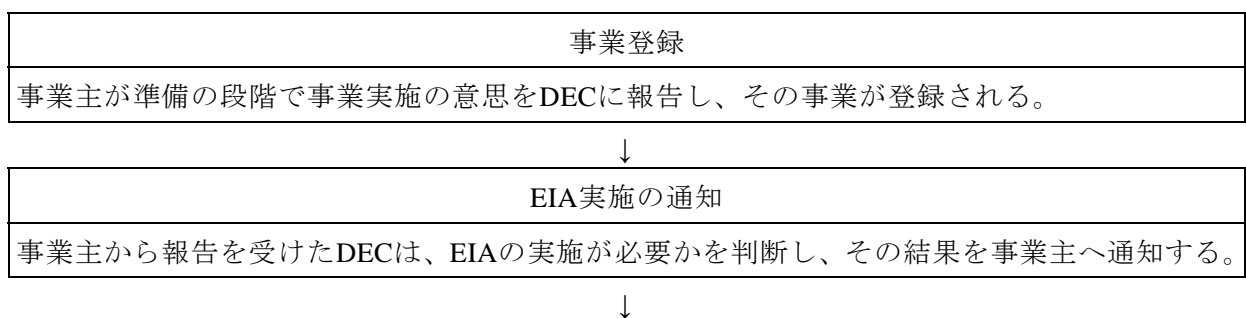 事業登録
事業主が準備の段階で事業実施の意思をDECに報告し、その事業が登録される。
↓
EIA実施の通知
事業主から報告を受けたDECは、EIAの実施が必要かを判断し、その結果を事業主へ通知する。
↓